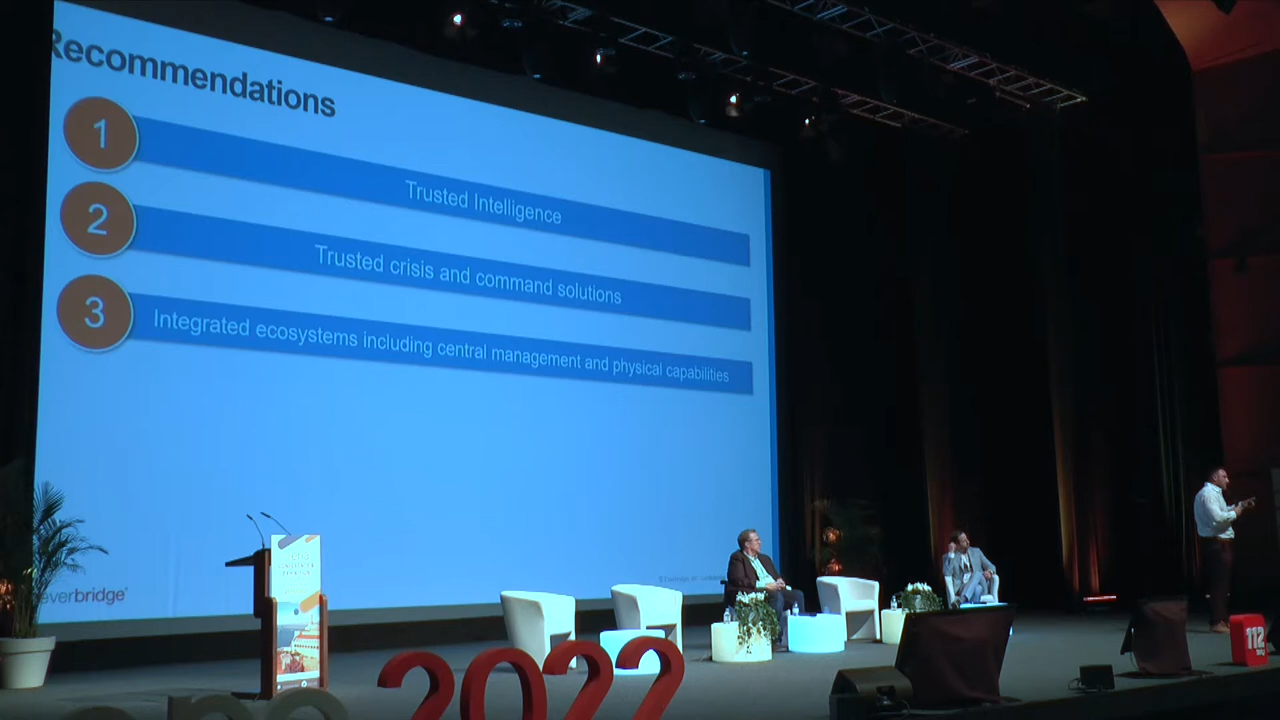 Recommendations
1
Trusted Intelligence
2
Trusted crisis and command solutions
3
Integrated ecosystems including central management and physical capabilities
everbridge
CONFERENCE &
2022
112